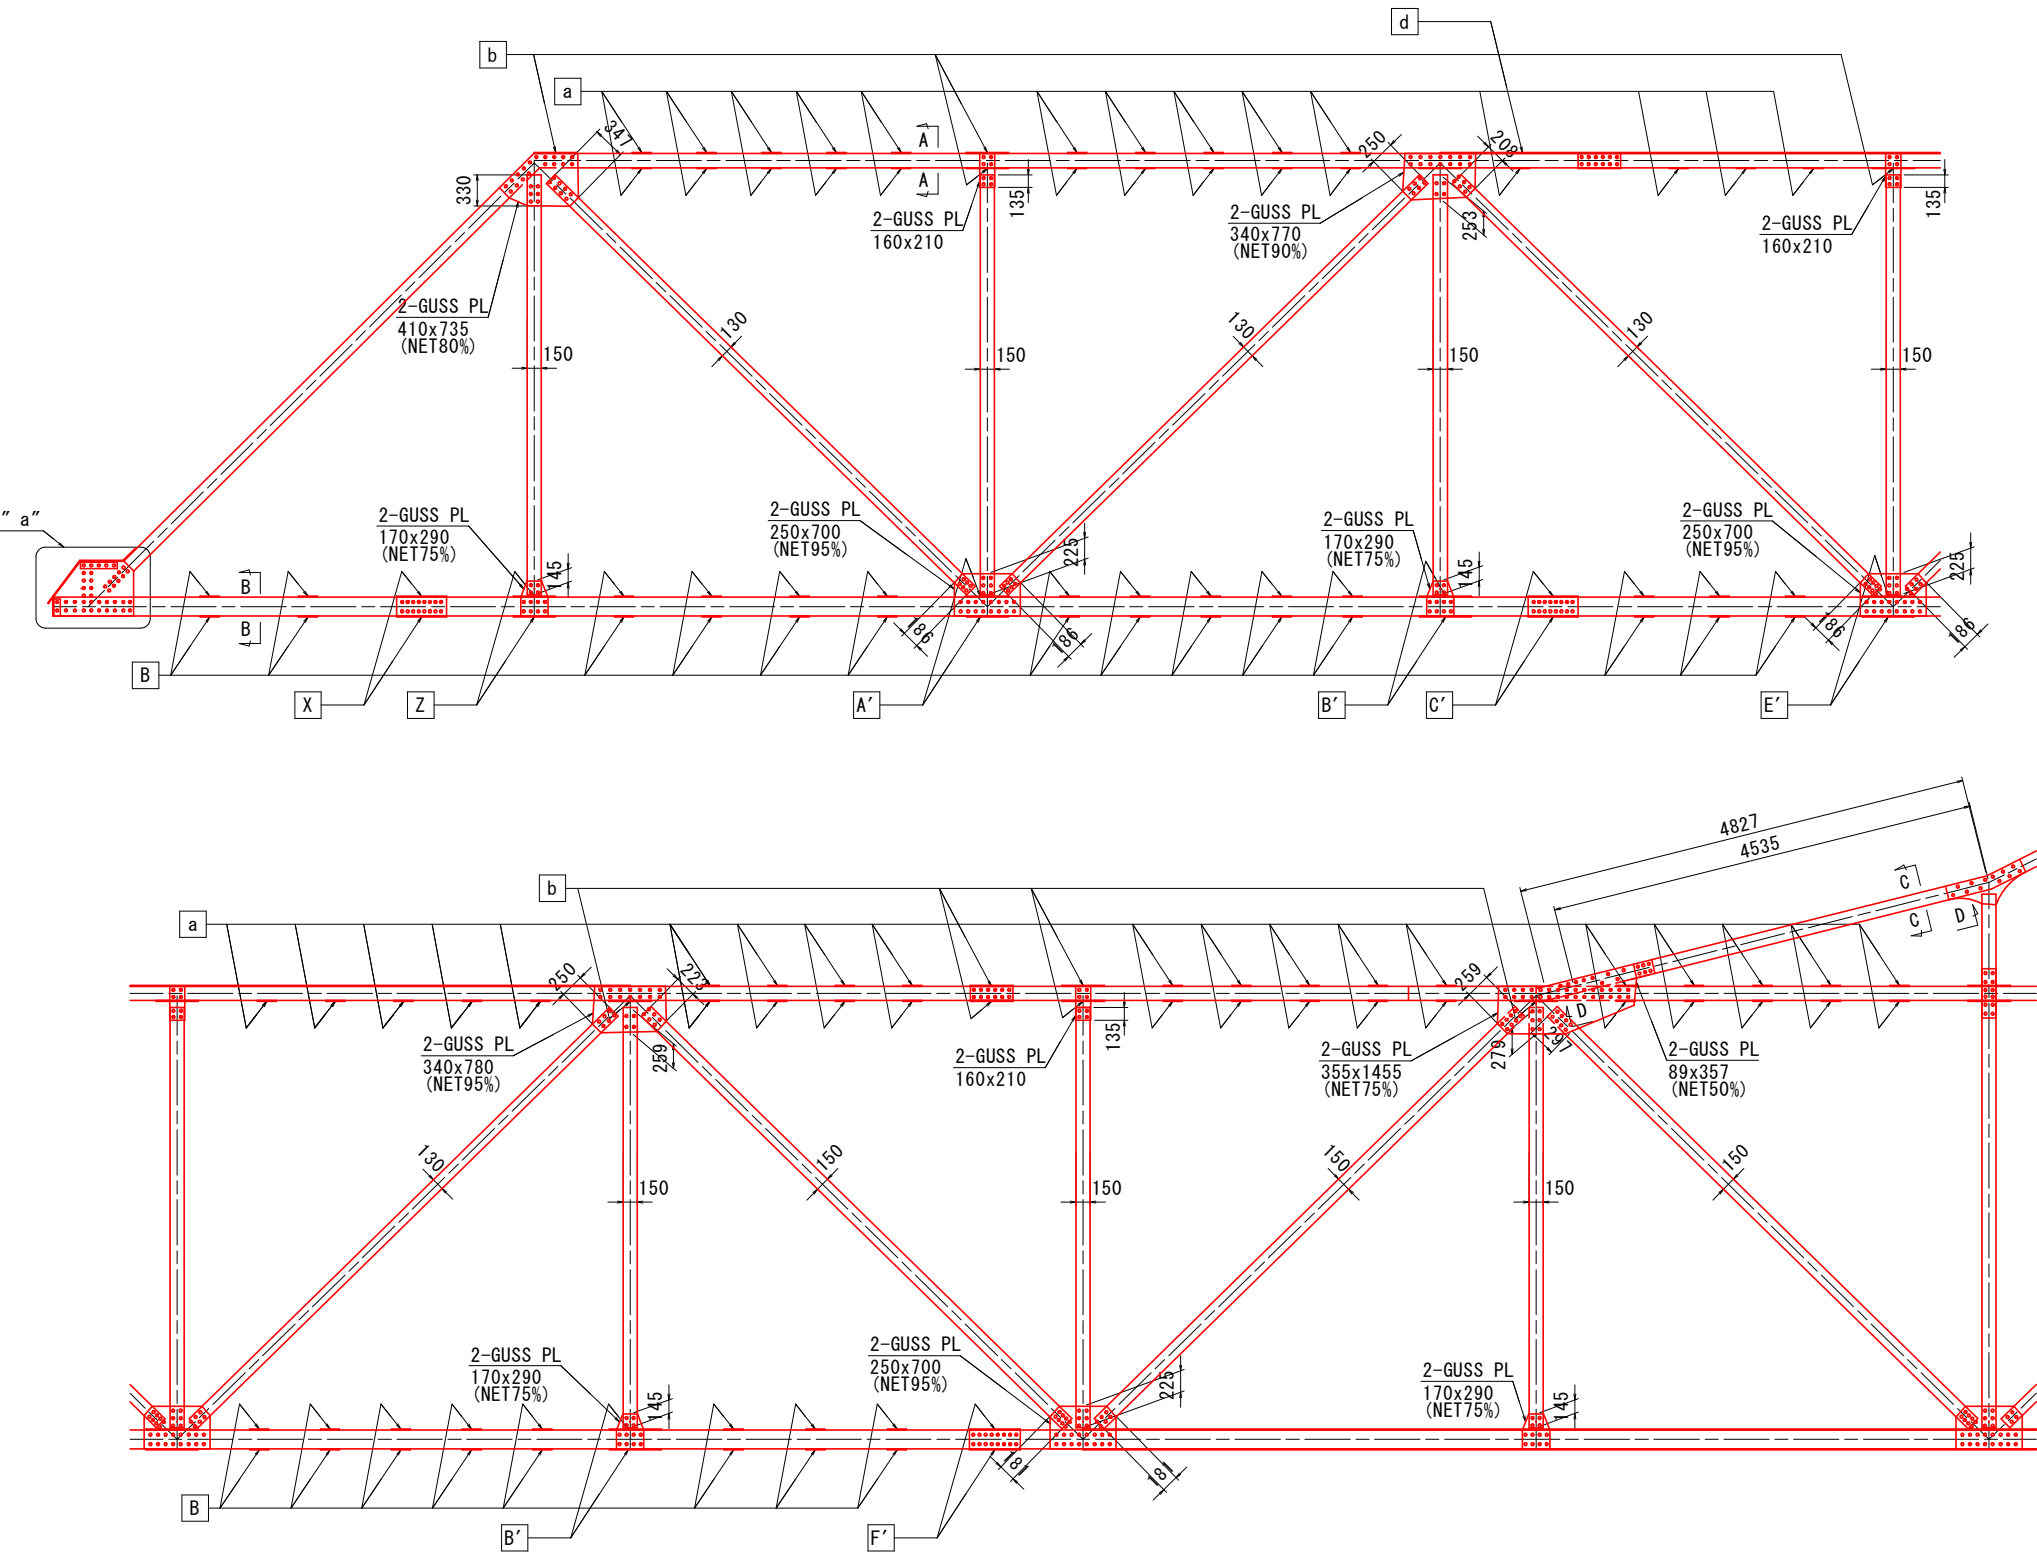 d
b
a
347
A
A
330
135
250
208
135
2-GUSS PL
160x210
2-GUSS PL
340x770
(NET90%)
253
2-GUSS PL
160x210
2-GUSS PL
410x735
(NET80%)
130
130
130
150
150
150
150
" a"
2-GUSS PL
170x290
(NET75%)
2-GUSS PL
250x700
(NET95%)
2-GUSS PL
170x290
(NET75%)
2-GUSS PL
250x700
(NET95%)
B
B
145
225
145
225
186
186
186
186
B
X
Z
A′
B′
C′
E′
4827
4535
b
a
C
C
D
250
223
259
D
2-GUSS PL
340x780
(NET95%)
259
2-GUSS PL
160x210
135
2-GUSS PL
355x1455
(NET75%)
279
297
2-GUSS PL
89x357
(NET50%)
130
150
150
150
150
150
150
2-GUSS PL
170x290
(NET75%)
145
2-GUSS PL
250x700
(NET95%)
225
2-GUSS PL
170x290
(NET75%)
145
181
181
B
B′
F′